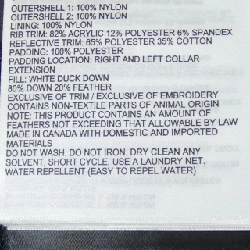 OUTERSHELL 1: 100% NYLON
OUTERSHELL 2: 100% NYLON
LINING: 100% NYLON
RIB TRIM: 82% ACRYLIC 12% POLYESTER 6% SPANDEX
REFLECTIVE TRIM: 65% POLYESTER 35% COTTON
PADDING: 100% POLYESTER
PADDING LOCATION: RIGHT AND LEFT COLLAR
EXTENSION
FILL: WHITE DUCK DOWN
80% DOWN 20% FEATHER
EXCLUSIVE OF TRIM / EXCLUSIVE OF EMBROIDERY
CONTAINS NON-TEXTILE PARTS OF ANIMAL ORIGIN
NOTE: THIS PRODUCT CONTAINS AN AMOUNT OF
FEATHERS NOT EXCEEDING THAT ALLOWABLE BY LAW
MADE IN CANADA WITH DOMESTIC AND IMPORTED
MATERIALS
DO NOT WASH. DO NOT IRON. DRY CLEAN ANY
SOLVENT, SHORT CYCLE. USE A LAUNDRY NET.
WATER REPELLENT (EASY TO REPEL WATER)